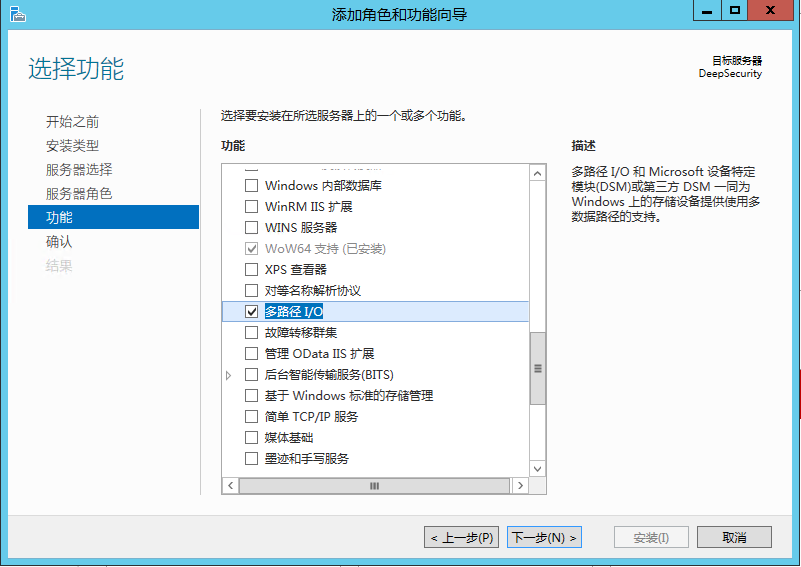 添加角色和功能向导
选择功能
目标服务器
DeepSecurity
开始之前
安装类型
服务器选择
服务器角色
功能
确认
结果
选择要安装在所选服务器上的一个或多个功能。
功能
Windows 内部数据库
WinRM IIS 扩展
WINS 服务器
WoW64 支持 (已安装)
XPS 查看器
对等名称解析协议
多路径 I/O
故障转移群集
管理 OData IIS 扩展
后台智能传输服务(BITS)
基于 Windows 标准的存储管理
简单 TCP/IP 服务
媒体基础
墨迹和手写服务
描述
多路径 I/O 和 Microsoft 设备特定
模块(DSM)或第三方 DSM 一同为
Windows 上的存储设备提供使用多
数据路径的支持。
< 上一步(P)
下一步(N) >
安装(I)
取消